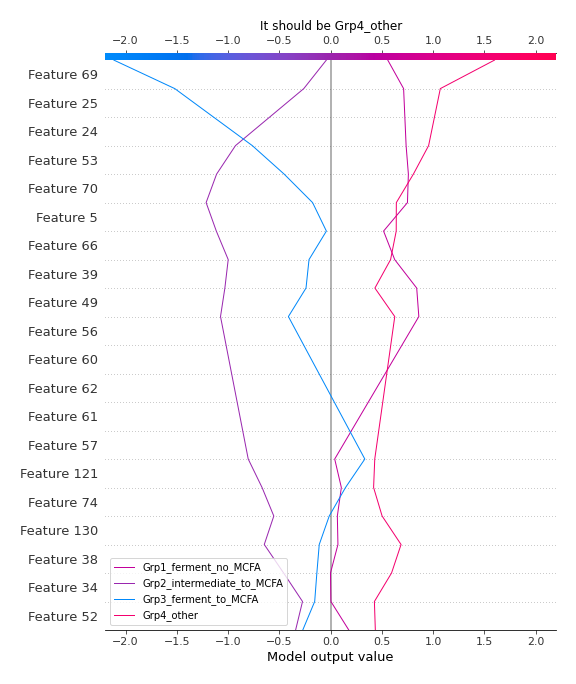 It should be Grp4_other
−2.0 −1.5 −1.0 −0.5 0.0 0.5 1.0 1.5 2.0
Feature 69
Feature 25
Feature 24
Feature 53
Feature 70
Feature 5
Feature 66
Feature 39
Feature 49
Feature 56
Feature 60
Feature 62
Feature 61
Feature 57
Feature 121
Feature 74
Feature 130
Feature 38
Feature 34
Feature 52
Grp1_ferment_no_MCFA
Grp2_intermediate_to_MCFA
Grp3_ferment_to_MCFA
Grp4_other
−2.0 −1.5 −1.0 −0.5 0.0 0.5 1.0 1.5 2.0
Model output value